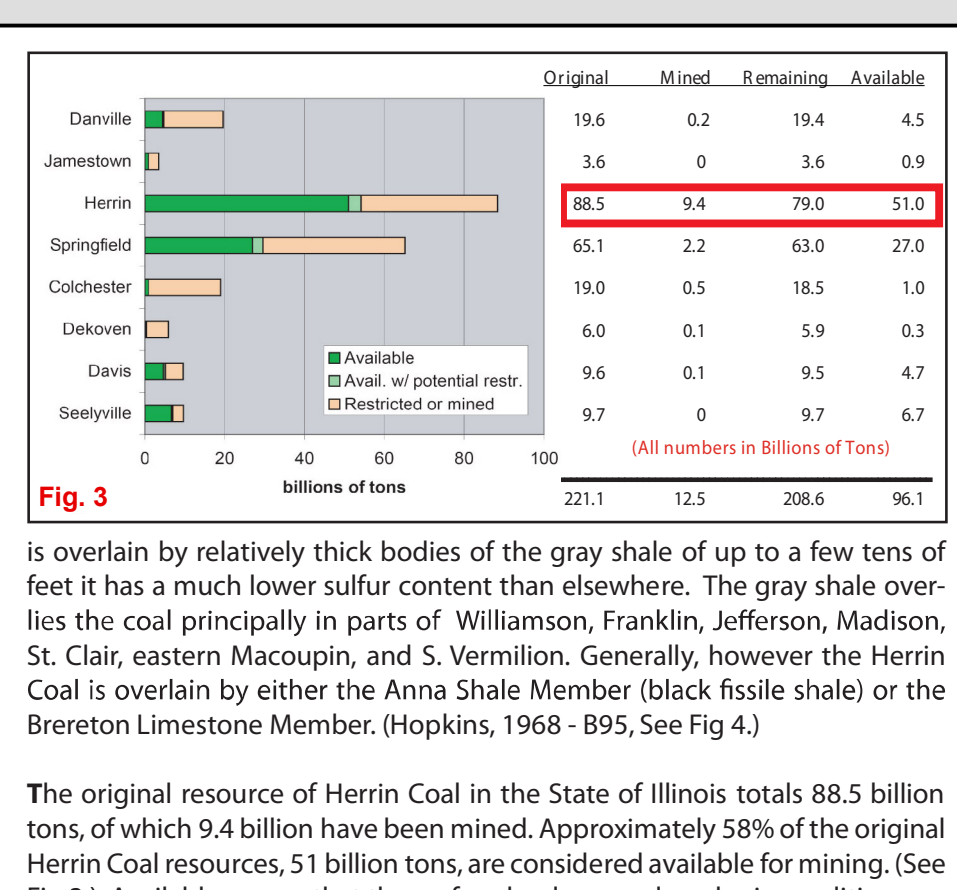 Original Mined Remaining Available
Danville 19.6 0.2 19.4 4.5
Jamestown 3.6 0 3.6 0.9
Herrin 88.5 9.4 79.0 51.0
Springfield 65.1 2.2 63.0 27.0
Colchester 19.0 0.5 18.5 1.0
Dekoven 6.0 0.1 5.9 0.3
Available
Davis 9.6 0.1 9.5 4.7
Avail. w/ potential restr.
Restricted or mined
Seelyville 9.7 0 9.7 6.7
(All numbers in Billions of Tons)
0 20 40 60 80 100
billions of tons
Fig. 3
221.1 12.5 208.6 96.1
is overlain by relatively thick bodies of the gray shale of up to a few tens of
feet it has a much lower sulfur content than elsewhere. The gray shale over-
lies the coal principally in parts of Williamson, Franklin, Jefferson, Madison,
St. Clair, eastern Macoupin, and S. Vermilion. Generally, however the Herrin
Coal is overlain by either the Anna Shale Member (black fissile shale) or the
Brereton Limestone Member. (Hopkins, 1968 - B95, See Fig 4.)
The original resource of Herrin Coal in the State of Illinois totals 88.5 billion
tons, of which 9.4 billion have been mined. Approximately 58% of the original
Herrin Coal resources, 51 billion tons, are considered available for mining. (See